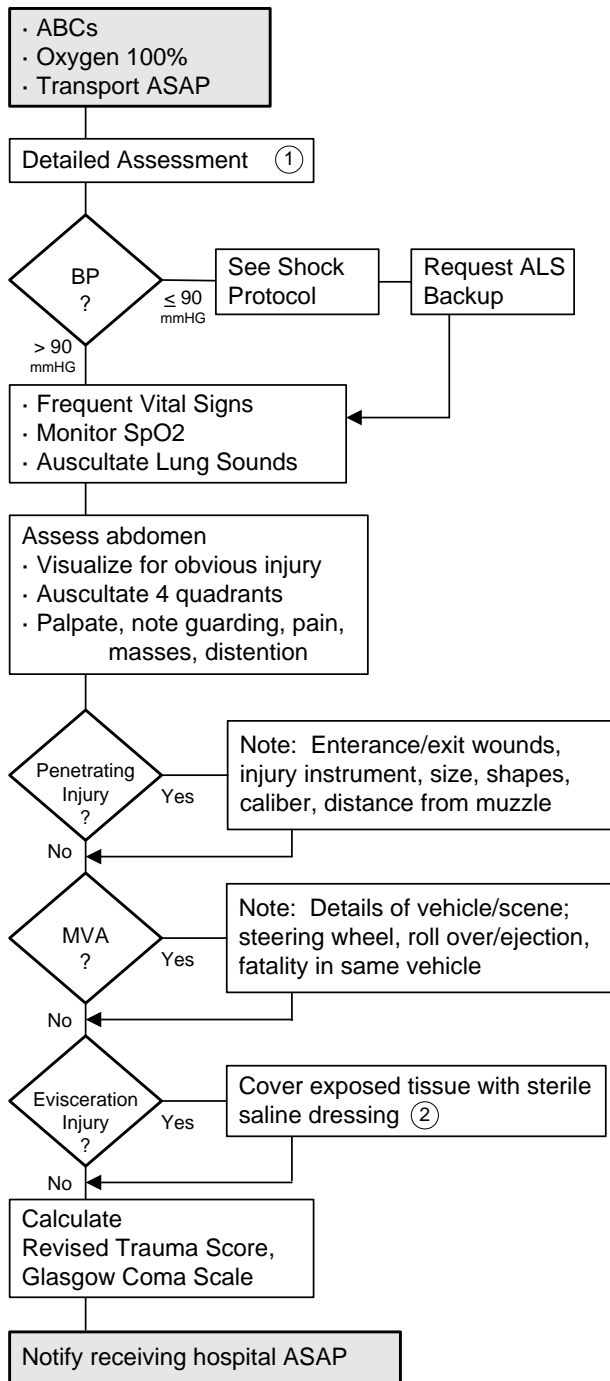 · ABCs
· Oxygen 100%
· Transport ASAP
Detailed Assessment 1
BP
?
≤ 90
mmHG
See Shock
Protocol
Request ALS
Backup
> 90
mmHG
· Frequent Vital Signs
· Monitor SpO2
· Auscultate Lung Sounds
Assess abdomen
· Visualize for obvious injury
· Auscultate 4 quadrants
· Palpate, note guarding, pain,
masses, distention
Penetrating
Injury
?
Yes
No
Note: Enterance/exit wounds,
injury instrument, size, shapes,
caliber, distance from muzzle
MVA
?
Yes
No
Note: Details of vehicle/scene;
steering wheel, roll over/ejection,
fatality in same vehicle
Evisceration
Injury
?
Yes
No
Cover exposed tissue with sterile
saline dressing 2
Calculate
Revised Trauma Score,
Glasgow Coma Scale
Notify receiving hospital ASAP